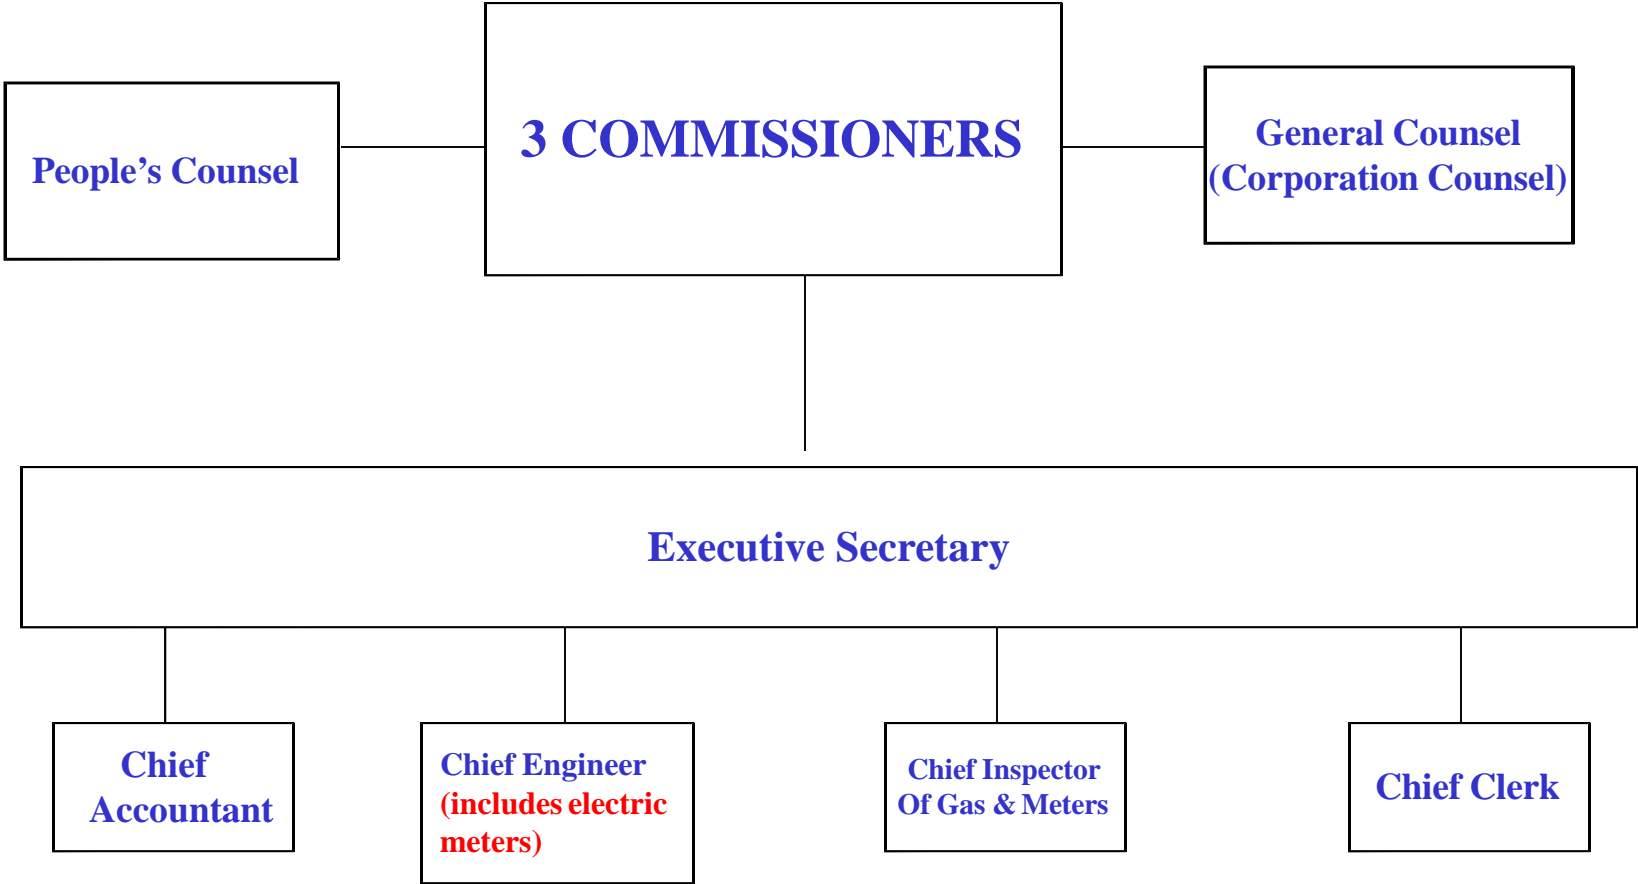 3 COMMISSIONERS
People’s Counsel
General Counsel
(Corporation Counsel)
Executive Secretary
Chief
Accountant
Chief Engineer
(includes electric
meters)
Chief Inspector
Of Gas & Meters
Chief Clerk